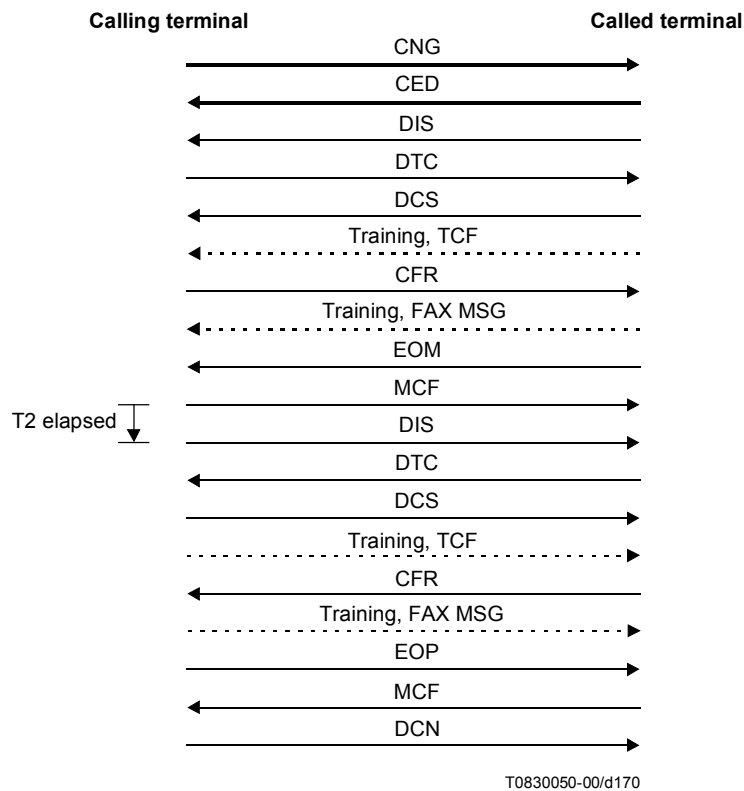 Calling terminal Called terminal
CNG
CED
DIS
DTC
DCS
Training, TCF
CFR
Training, FAX MSG
EOM
MCF
T2 elapsed
DIS
DTC
DCS
Training, TCF
CFR
Training, FAX MSG
EOP
MCF
DCN
T0830050-00/d170